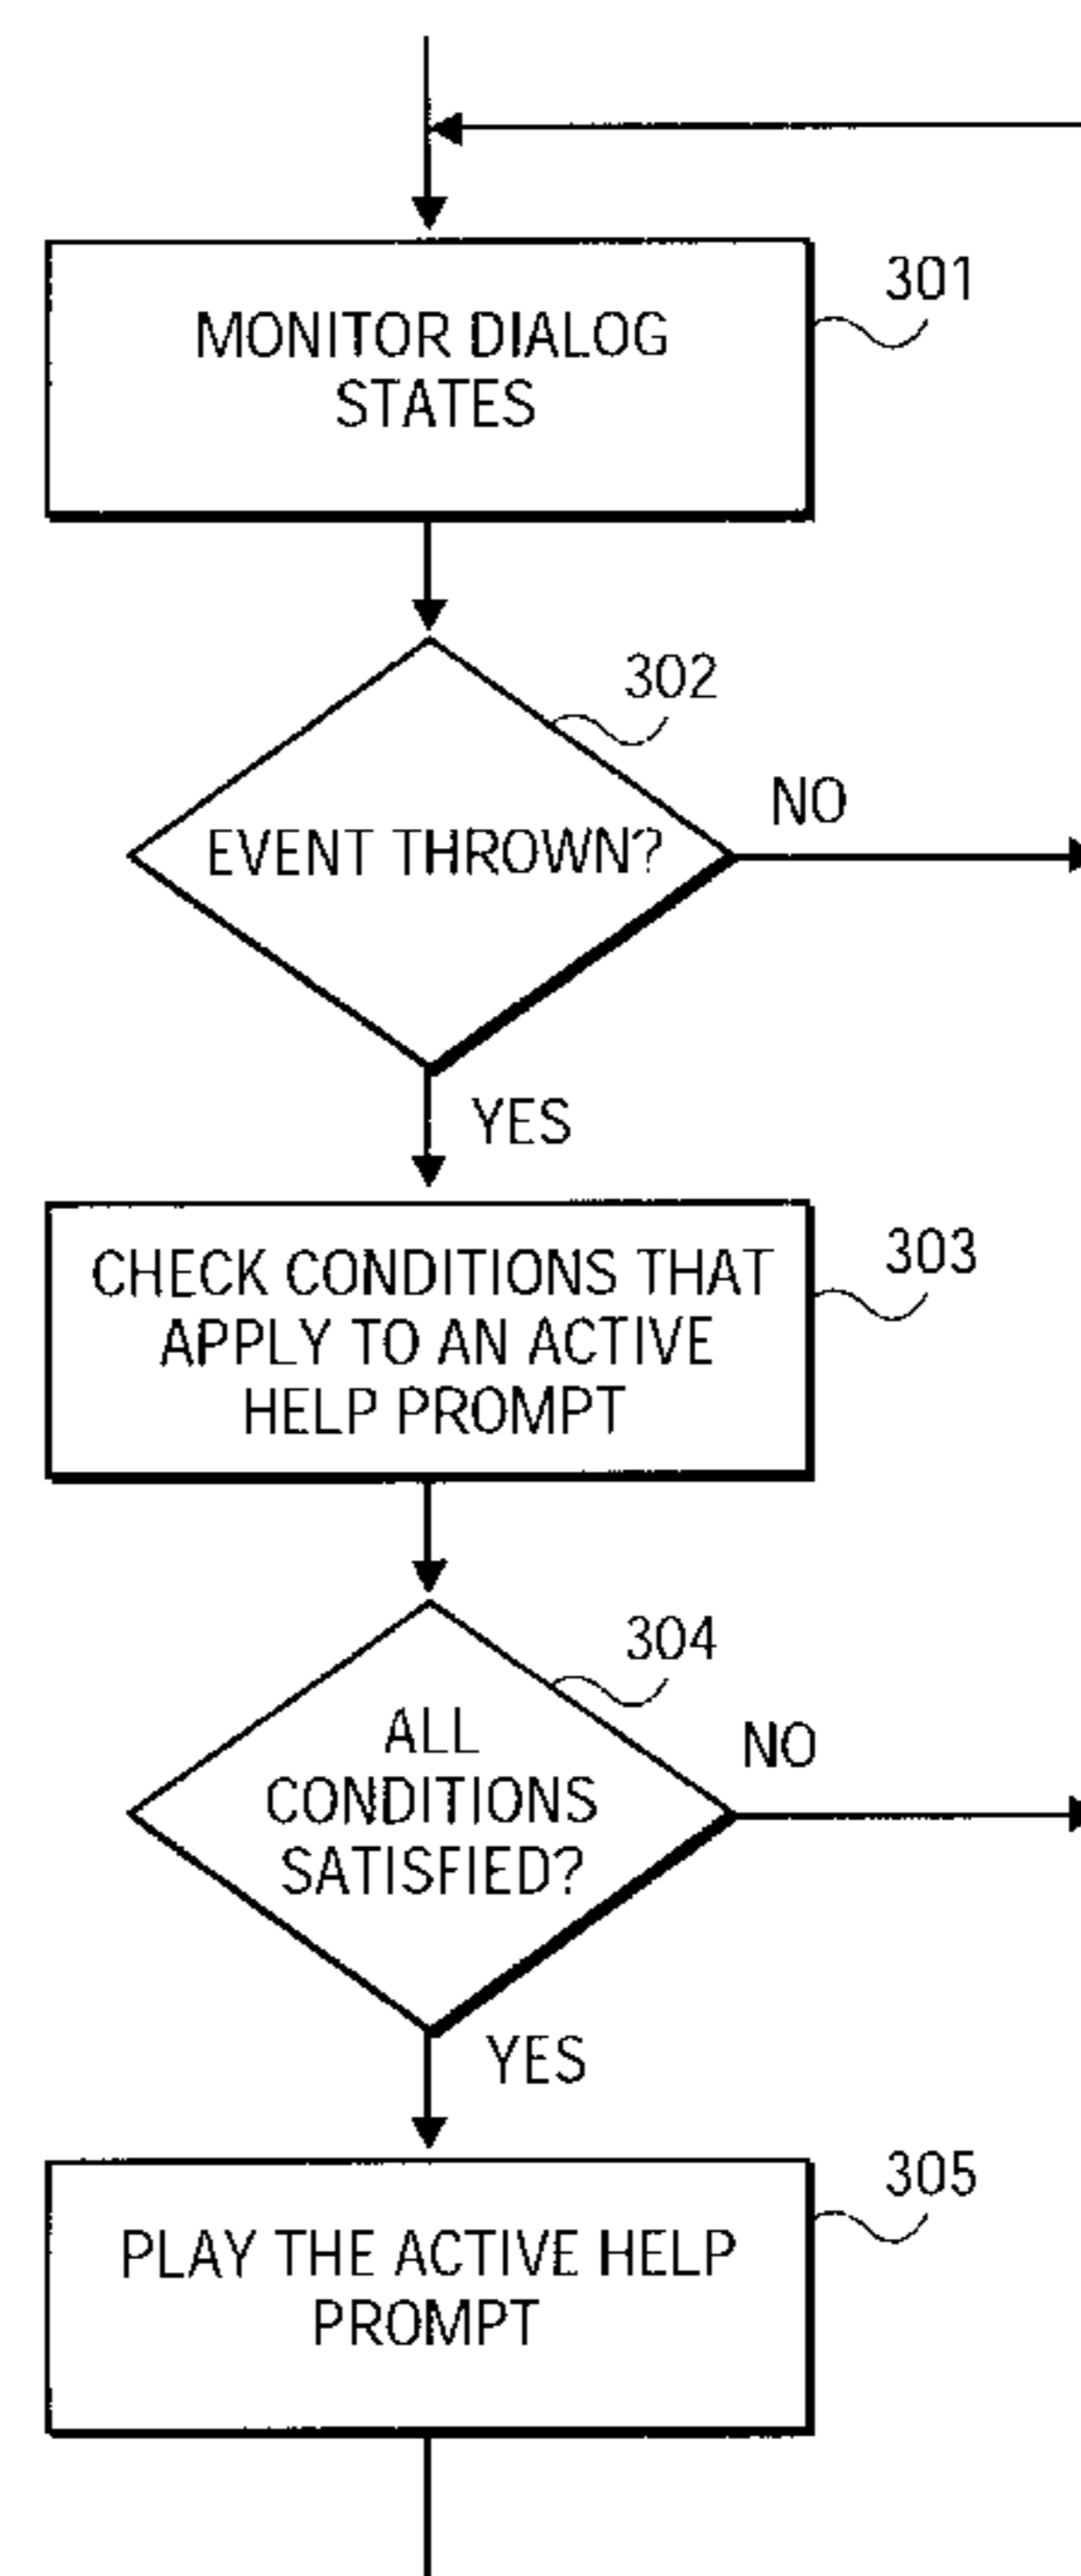 301
MONITOR DIALOG
STATES
302
NO
EVENT THROWN?
YES
303
CHECK CONDITIONS THAT
APPLY TO AN ACTIVE
HELP PROMPT
304
ALL
NO
CONDITIONS
SATISFIED?
YES
305
PLAY THE ACTIVE HELP
PROMPT